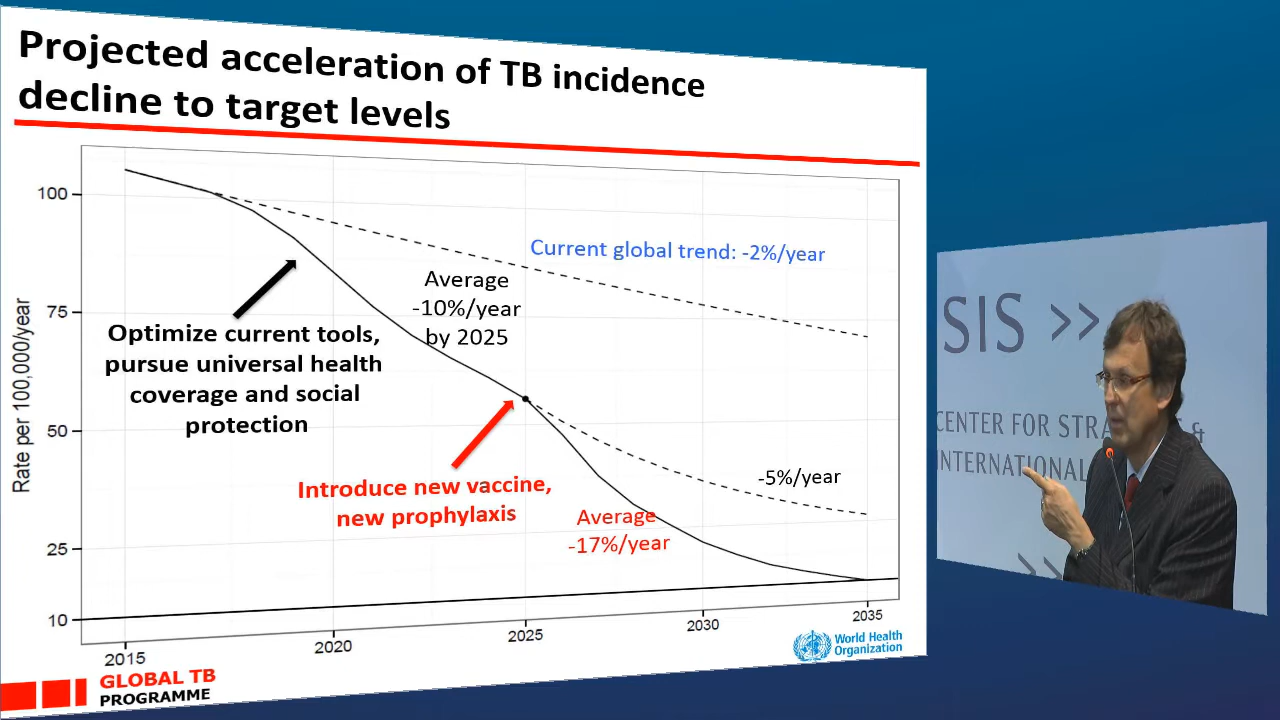 Projected acceleration of TB incidence
decline to target levels
100
75
50
25
10
Rate per 100,000/year
Current global trend: -2%/year
Average
-10%/year
by 2025
Optimize current tools,
pursue universal health
coverage and social
protection
Introduce new vaccine,
new prophylaxis
-5%/year
Average
-17%/year
2015
2020
2025
2030
2035
GLOBAL TB
PROGRAMME
World Health
Organization
SIS >>
CENTER FOR STRA &
INTERNATIONAL
>>